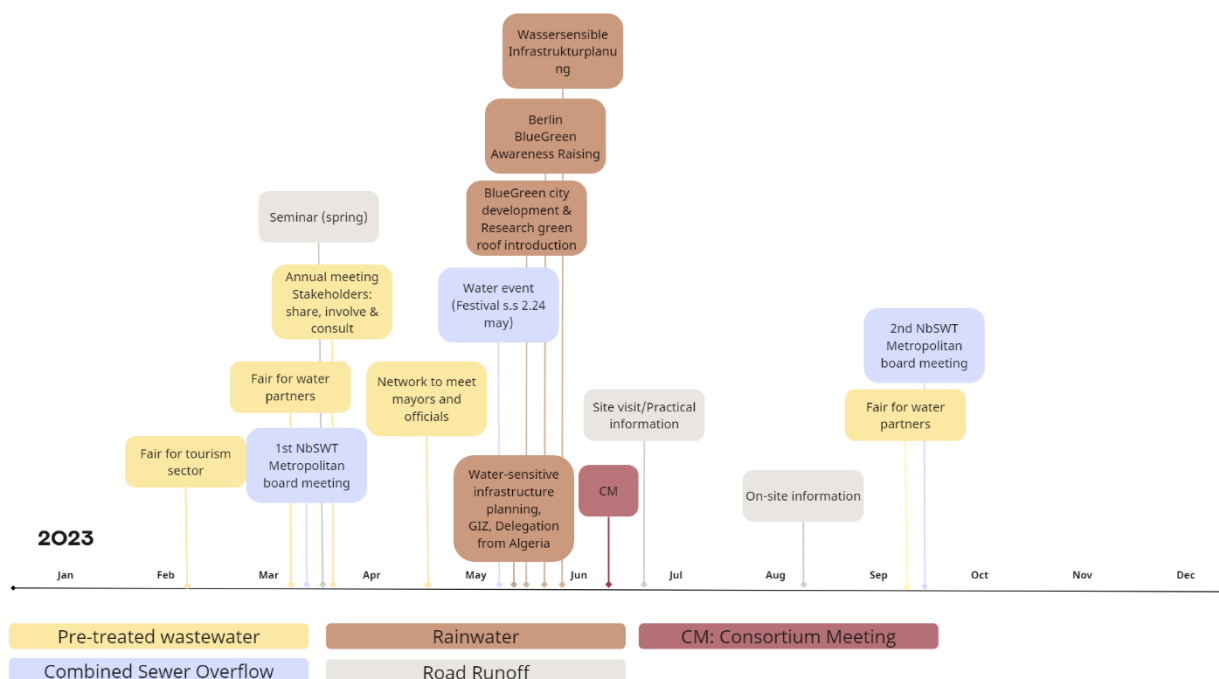 Wassersensible
Infrastrukturplanu
ng
Berlin
BlueGreen
Awareness Raising
BlueGreen city
development &
Research green
roof introduction
Seminar (spring)
Annual meeting
Stakeholders:
share, involve &
consult
Water event
(Festival s.s 2.24
may)
2nd NbSWT
Metropolitan
board meeting
Fair for water
partners
Network to meet
mayors and
officials
Site visit/Practical
information
Fair for water
partners
Fair for tourism
sector
1st NbSWT
Metropolitan
board meeting
Water-sensitive
infrastructure
planning,
GIZ, Delegation
from Algeria
CM
On-site information
2023
Jan Feb Mar Apr May Jun Jul Aug Sep Oct Nov Dec
Pre-treated wastewater
Rainwater
CM: Consortium Meeting
Combined Sewer Overflow
Road Runoff